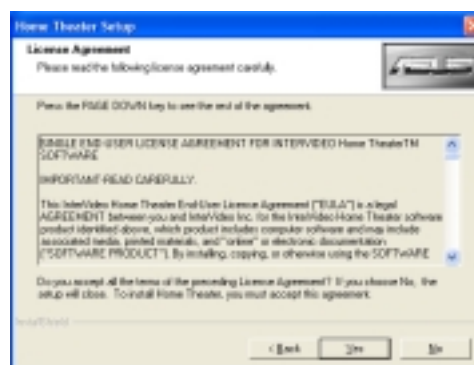 Home Theater Setup
License Agreement
Please read the following license agreement carefully.
ASUS
Press the PAGE DOWN key to see the rest of the agreement.
SINGLE END-USER LICENSE AGREEMENT FOR INTERVIDEO Home TheaterTM
SOFTWARE
IMPORTANT-READ CAREFULLY:
This InterVideo Home Theater End-User License Agreement ("EULA") is a legal
AGREEMENT between you and InterVideo Inc. for the InterVideo Home Theater software
product identified above, which product includes computer software and may include
associated media, printed materials, and "online" or electronic documentation
("SOFTWARE PRODUCT"). By installing, copying, or otherwise using the SOFTWARE
Do you accept all the terms of the preceding License Agreement? If you choose No, the
setup will close. To install Home Theater, you must accept this agreement.
InstallShield
< Back
Yes
No